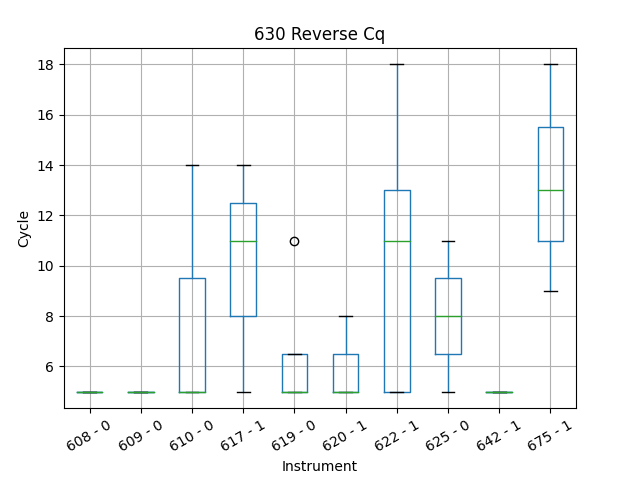 630 Reverse Cq
18
16
14
12
10
8
6
Cycle
608 - 0
609 - 0
610 - 0
617 - 1
619 - 0
620 - 1
622 - 1
625 - 0
642 - 1
675 - 1
Instrument